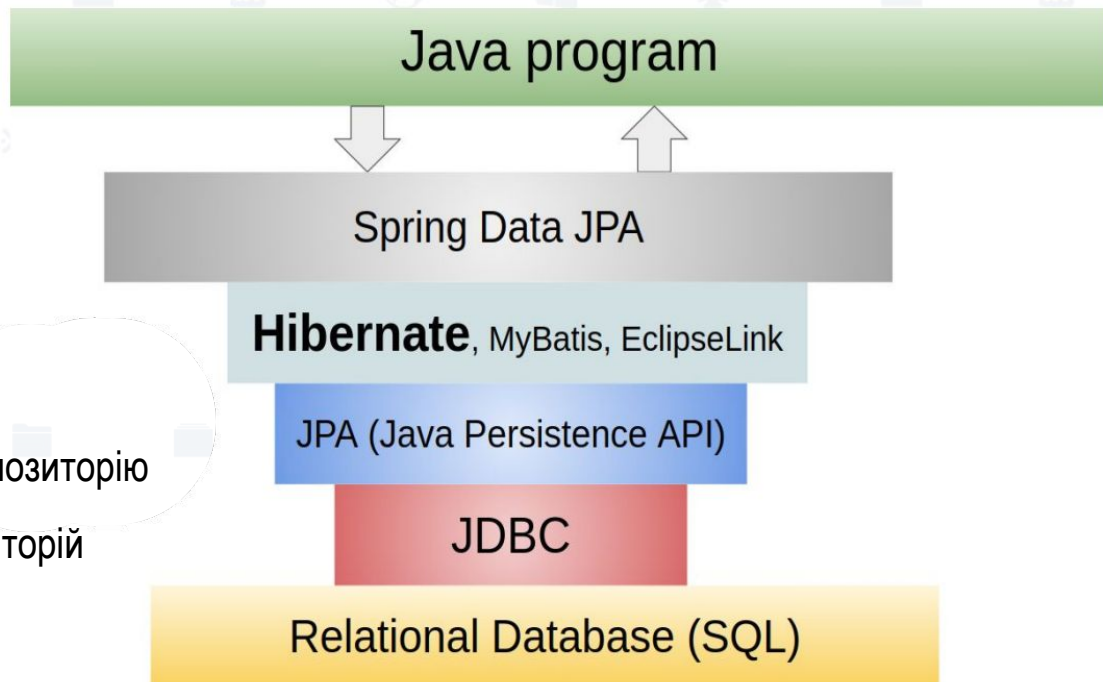 Java program
Spring Data JPA
Hibernate, MyBatis, EclipseLink
JPA (Java Persistence API)
позиторію
JDBC
торій
Relational Database (SQL)